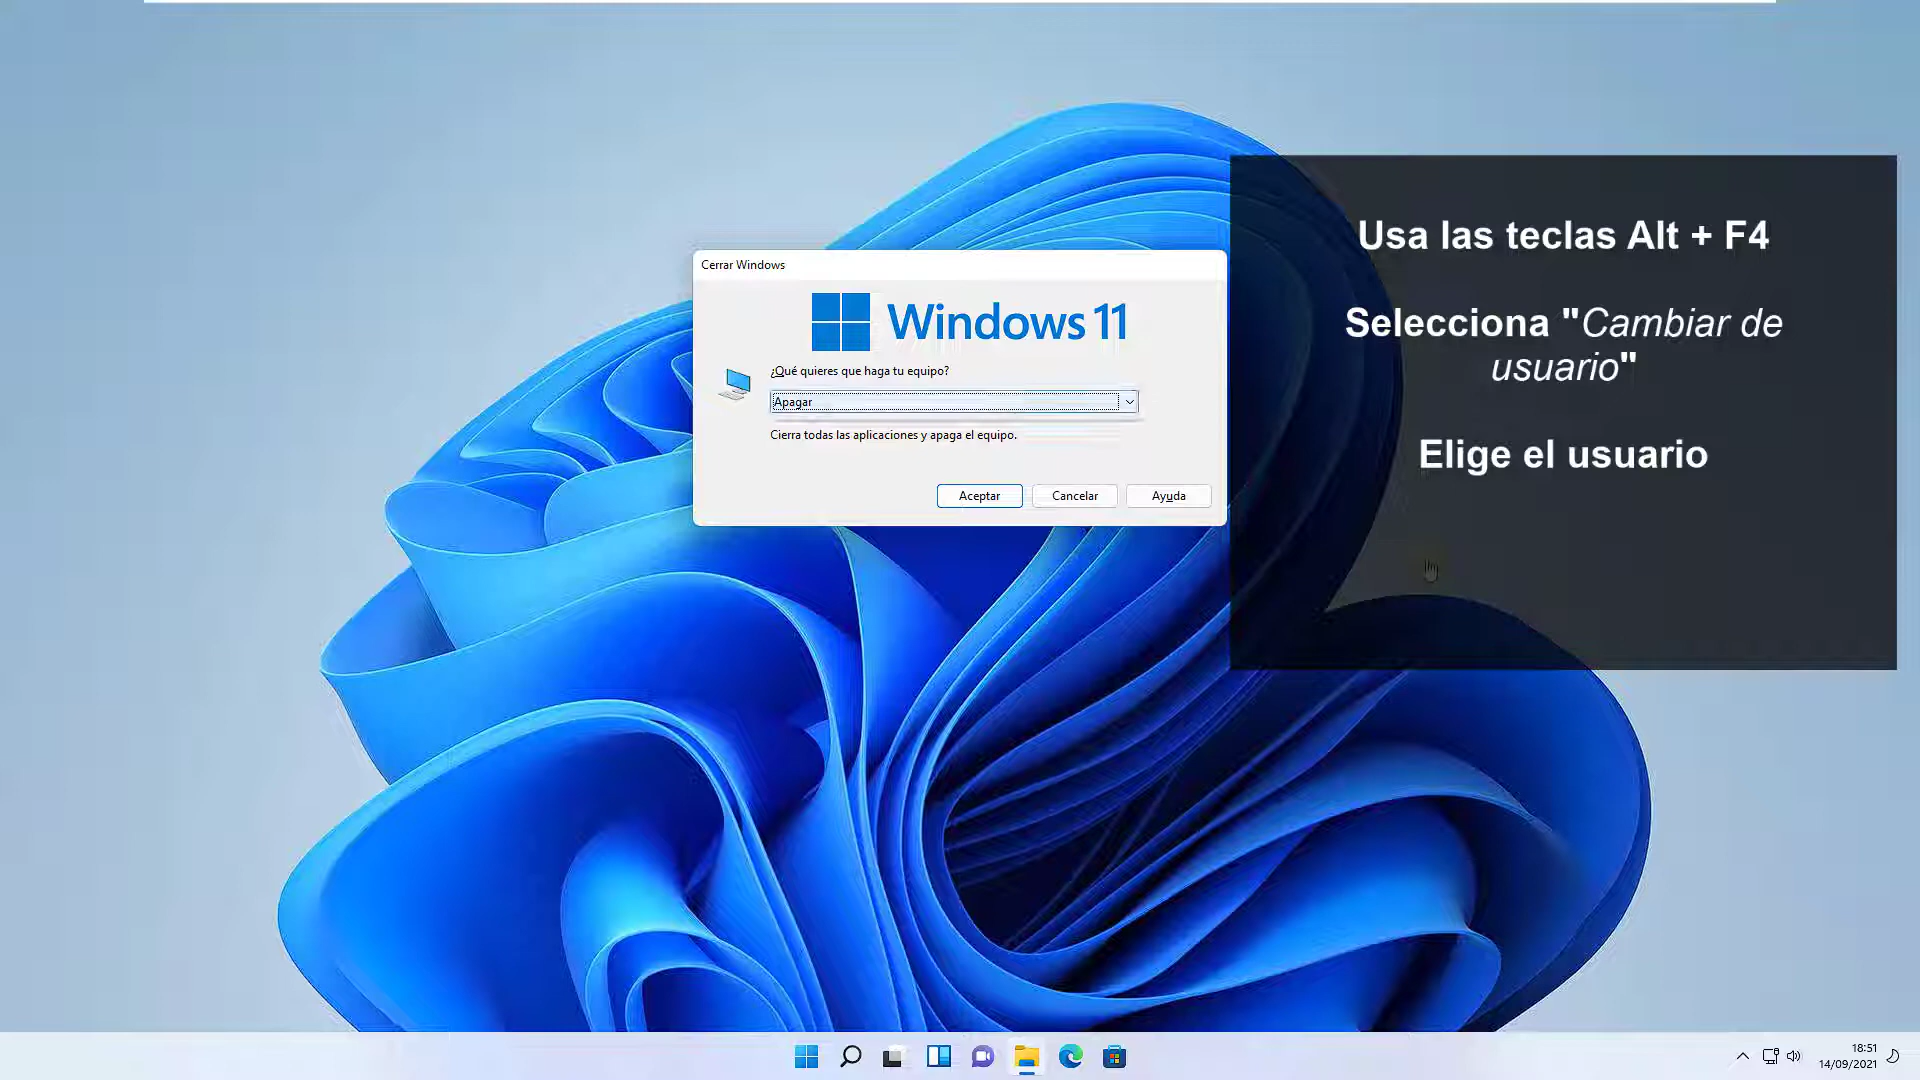 Usa las teclas Alt + F4
Selecciona "Cambiar de
usuario"
Elige el usuario
Cerrar Windows
Windows 11
¿Qué quieres que haga tu equipo?
Apagar
Cierra todas las aplicaciones y apaga el equipo.
Aceptar
Cancelar
Ayuda
18:51
14/09/2021